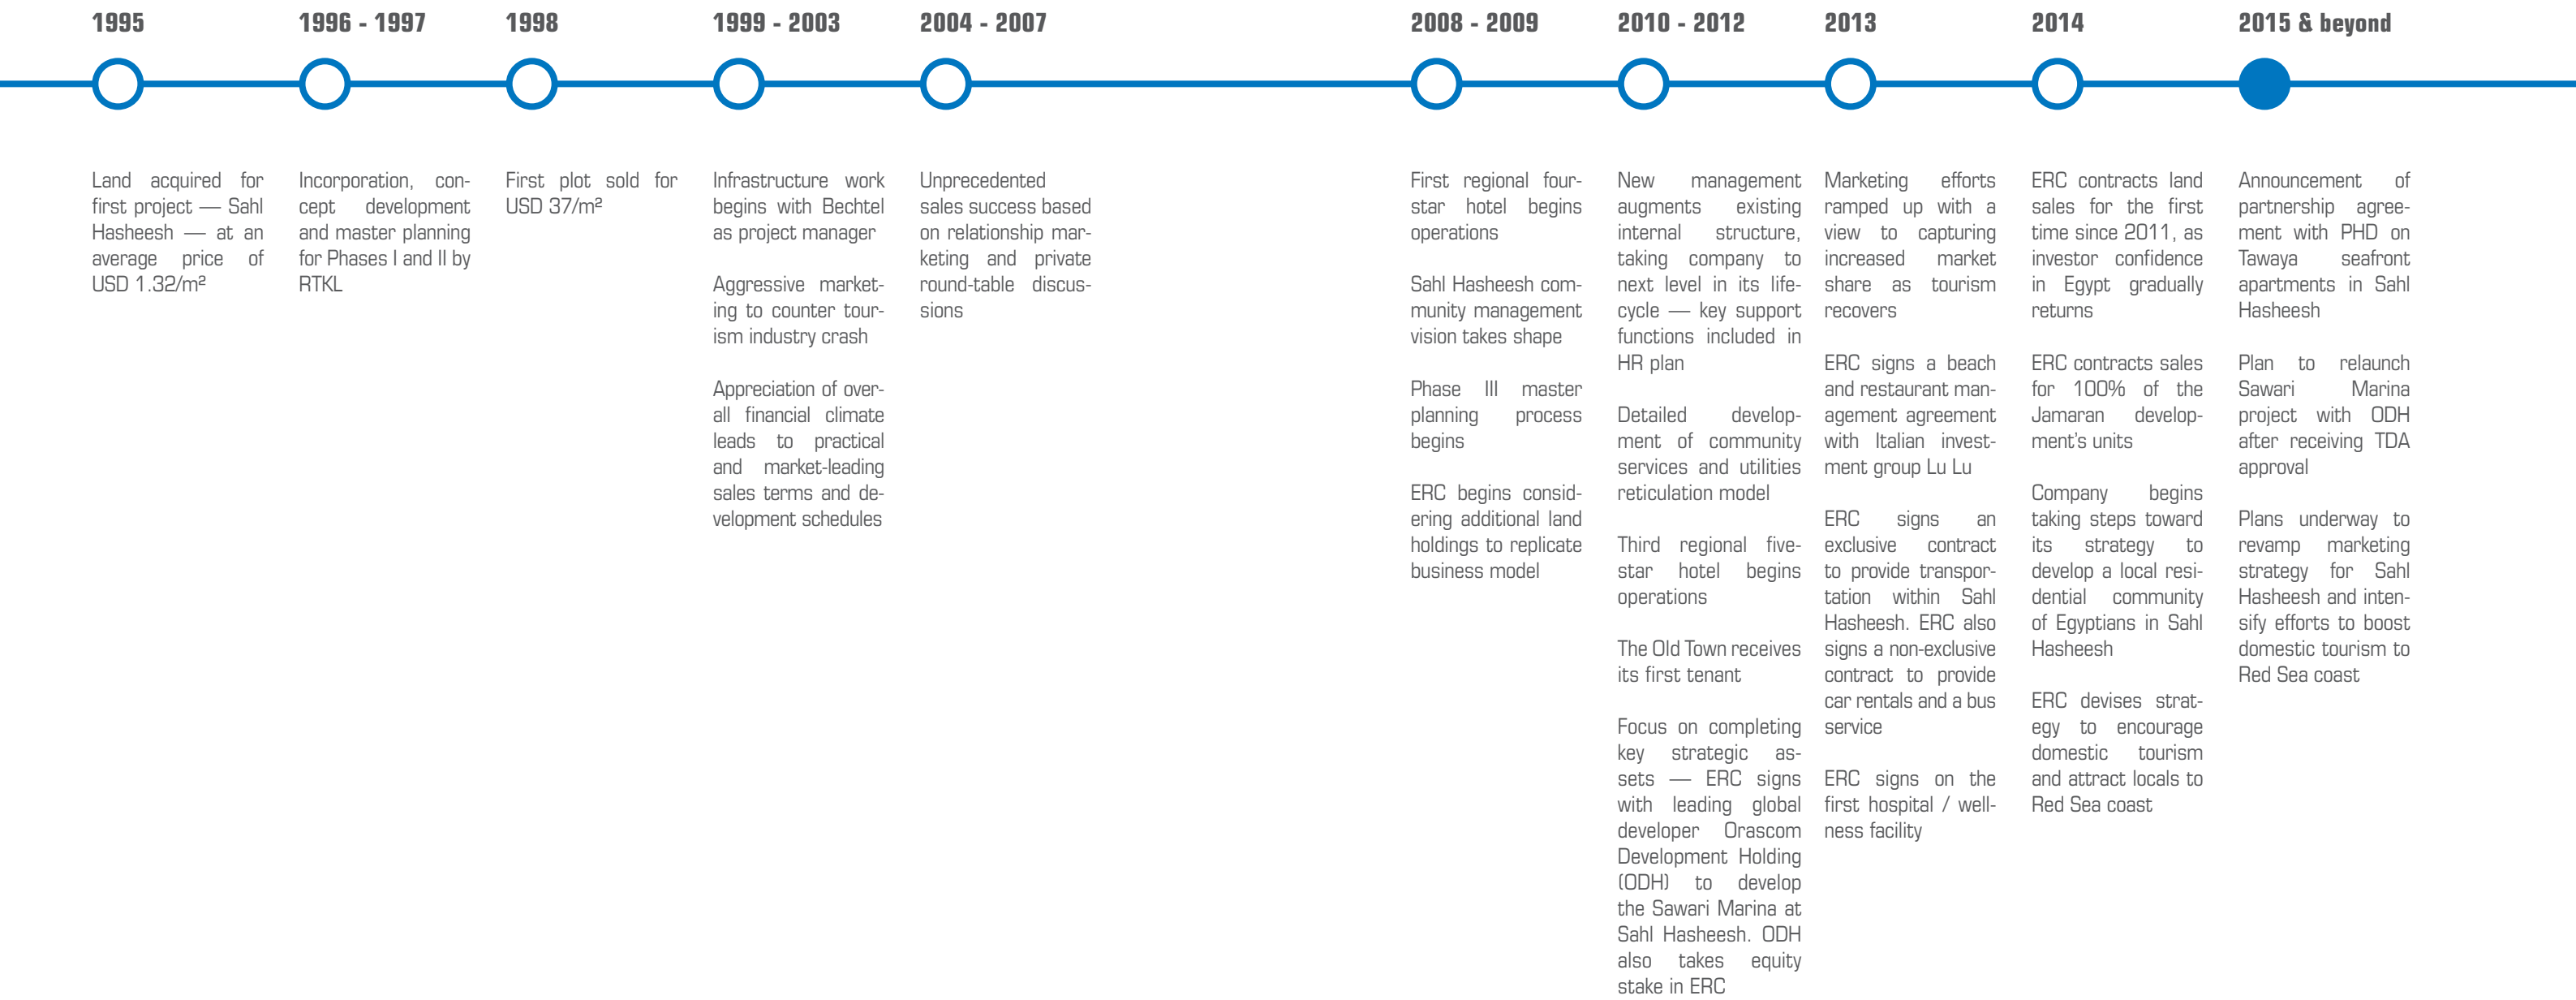 1995
Land acquired for
first project — Sahl
Hasheesh — at an
average price of
USD 1.32/m²
1996 - 1997
Incorporation, con-
cept development
and master planning
for Phases I and II by
RTKL
1998
First plot sold for
USD 37/m²
1999 - 2003
Infrastructure work
begins with Bechtel
as project manager
Aggressive market-
ing to counter tour-
ism industry crash
Appreciation of over-
all financial climate
leads to practical
and market-leading
sales terms and de-
velopment schedules
2004 - 2007
Unprecedented
sales success based
on relationship mar-
keting and private
round-table discus-
sions
2008 - 2009
First regional four-
star hotel begins
operations
Sahl Hasheesh com-
munity management
vision takes shape
Phase III master
planning process
begins
ERC begins consid-
ering additional land
holdings to replicate
business model
2010 - 2012
New management
augments existing
internal structure,
taking company to
next level in its life-
cycle — key support
functions included in
HR plan
Detailed develop-
ment of community
services and utilities
reticulation model
Third regional five-
star hotel begins
operations
The Old Town receives
its first tenant
Focus on completing
key strategic as-
sets — ERC signs
with leading global
developer Orascom
Development Holding
(ODH) to develop
the Sawari Marina at
Sahl Hasheesh. ODH
also takes equity
stake in ERC
2013
Marketing efforts
ramped up with a
view to capturing
increased market
share as tourism
recovers
ERC signs a beach
and restaurant man-
agement agreement
with Italian invest-
ment group Lu Lu
ERC signs an
exclusive contract
to provide transpor-
tation within Sahl
Hasheesh. ERC also
signs a non-exclusive
contract to provide
car rentals and a bus
service
ERC signs on the
first hospital / well-
ness facility
2014
ERC contracts land
sales for the first
time since 2011, as
investor confidence
in Egypt gradually
returns
ERC contracts sales
for 100% of the
Jamaran develop-
ment's units
Company begins
taking steps toward
its strategy to
develop a local resi-
dential community
of Egyptians in Sahl
Hasheesh
ERC devises strat-
egy to encourage
domestic tourism
and attract locals to
Red Sea coast
2015 & beyond
Announcement of
partnership agree-
ment with PHD on
Tawaya seafront
apartments in Sahl
Hasheesh
Plan to relaunch
Sawari Marina
project with ODH
after receiving TDA
approval
Plans underway to
revamp marketing
strategy for Sahl
Hasheesh and inten-
sify efforts to boost
domestic tourism to
Red Sea coast